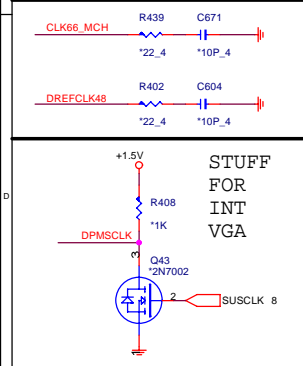 R439
C671
CLK66_MCH
*22_4
*10P_4
R402
C604
DREFCLK48
*22_4
*10P_4
+1.5V
STUFF
FOR
INT
VGA
D
R408
*1K
DPMSCLK
3
Q43
*2N7002
2
SUSCLK 8
1